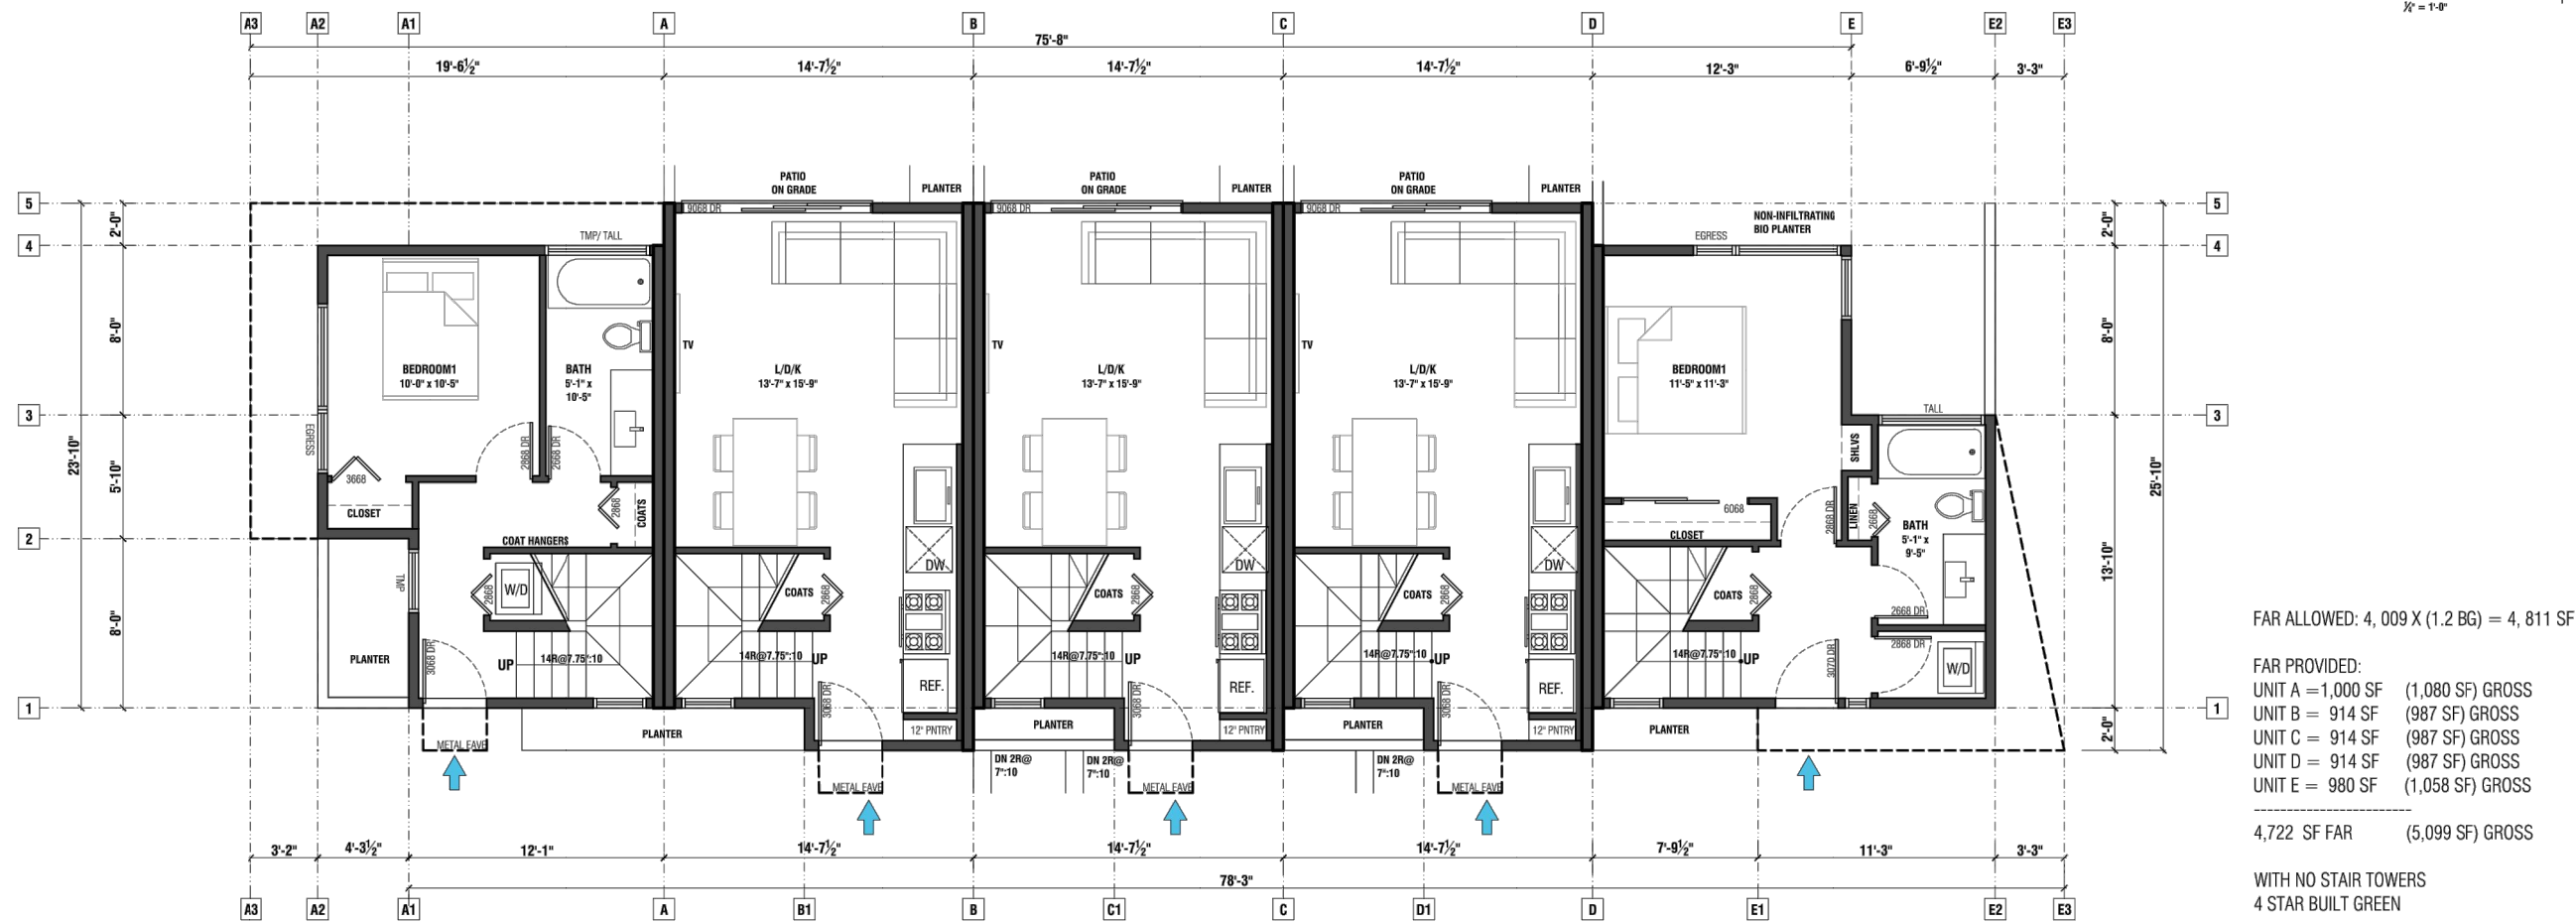 ¼" = 1'-0"
A3 A2 A1 A B C D E E2 E3
75'-8"
19'-6½" 14'-7½" 14'-7½" 14'-7½" 12'-3" 6'-9½" 3'-3"
PATIO
ON GRADE
PLANTER
PATIO
ON GRADE
PLANTER
PATIO
ON GRADE
PLANTER
5
4
3
2
1
2'-0"
8'-0"
5'-10"
8'-0"
23'-10"
TMP/ TALL
BEDROOM1
10'-0" x 10'-5"
BATH
5'-1" x
10'-5"
EGRESS
3668
2868 DR
2668 DR
CLOSET
2868
COATS
COAT HANGERS
TMP
2868
W/D
PLANTER
3068 DR
UP
14R@7.75":10
METAL EAVE
PLANTER
9068 DR
TV
L/D/K
13'-7" x 15'-9"
DW
COATS
2868
14R@7.75":10
UP
REF.
3068 DR
12" PNTRY
METAL EAVE
9068 DR
TV
L/D/K
13'-7" x 15'-9"
DW
COATS
2868
14R@7.75":10
UP
REF.
PLANTER
3068 DR
12" PNTRY
DN 2R@
7":10
DN 2R@
7":10
METAL EAVE
9068 DR
TV
L/D/K
13'-7" x 15'-9"
DW
COATS
2868
14R@7.75":10
UP
REF.
PLANTER
3068 DR
12" PNTRY
DN 2R@
7":10
METAL EAVE
NON-INFILTRATING
BIO PLANTER
EGRESS
BEDROOM1
11'-5" x 11'-3"
TALL
SHLVS
6068
CLOSET
2868 DR
LINEN
2668
BATH
5'-1" x
9'-5"
COATS
2868
2668 DR
2868 DR
W/D
14R@7.75":10
UP
3070 DR
PLANTER
5
4
3
1
2'-0"
8'-0"
13'-10"
2'-0"
25'-10"
3'-2" 4'-3½" 12'-1" 14'-7½" 14'-7½" 14'-7½" 7'-9½" 11'-3" 3'-3"
78'-3"
A3 A2 A1 A B1 B C1 C D1 D E1 E2 E3
FAR ALLOWED: 4, 009 X (1.2 BG) = 4, 811 SF
FAR PROVIDED:
UNIT A =1,000 SF (1,080 SF) GROSS
UNIT B = 914 SF (987 SF) GROSS
UNIT C = 914 SF (987 SF) GROSS
UNIT D = 914 SF (987 SF) GROSS
UNIT E = 980 SF (1,058 SF) GROSS
------------------------
4,722 SF FAR (5,099 SF) GROSS
WITH NO STAIR TOWERS
4 STAR BUILT GREEN